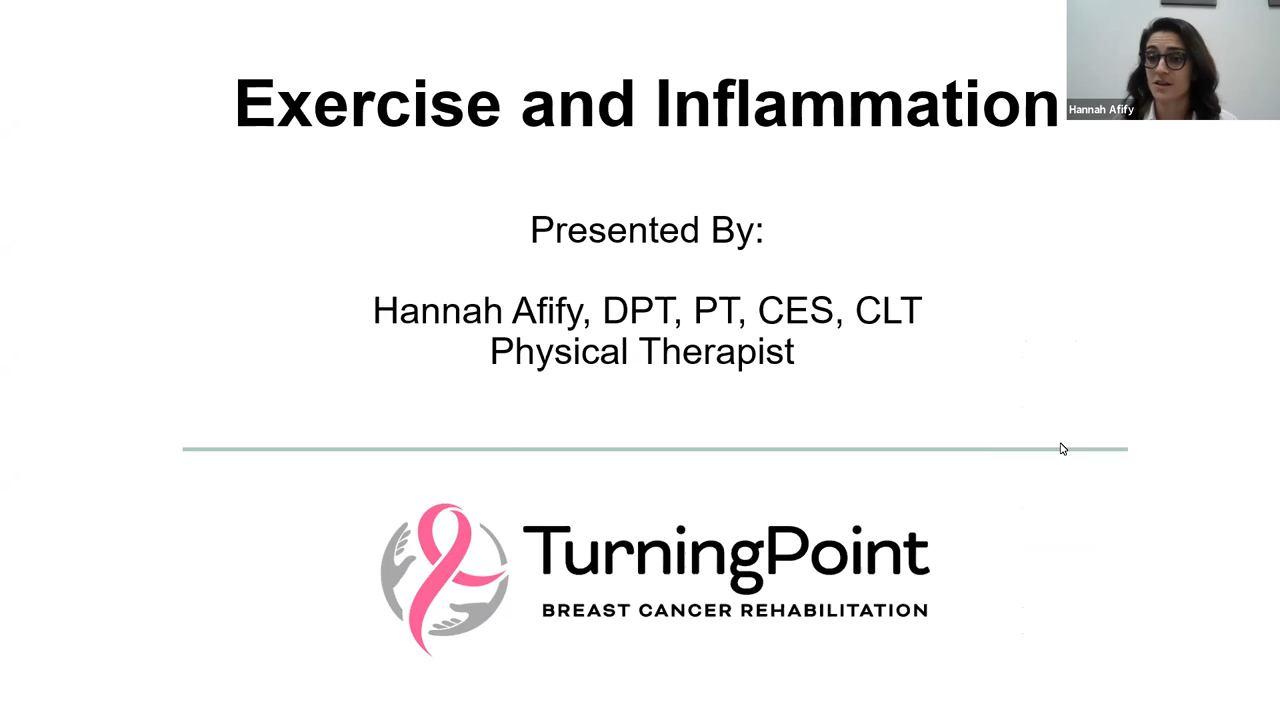 Exercise and Inflammation
Hannah Afify
Presented By:
Hannah Afify, DPT, PT, CES, CLT
Physical Therapist
TurningPoint
BREAST CANCER REHABILITATION